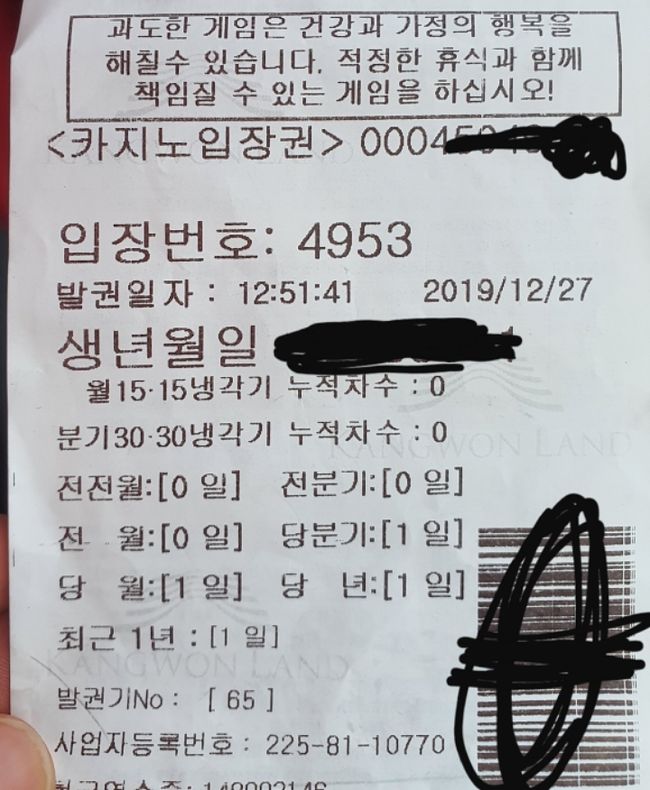 과도한 게임은 건강과 가정의 행복을
해칠수 있습니다. 적정한 휴식과 함께
책임질 수 있는 게임을 하십시오!
<카지노입장권> 0004
입장번호: 4953
발권일자 : 12:51:41 2019/12/27
생년월일
월15·15냉각기 누적차수 : 0
분기30·30냉각기 누적차수 : 0
KANGWON LAND
전전월:[0 일] 전분기:[0 일]
전 월:[0 일] 당분기:[1 일]
당 월:[1 일] 당 년:[1 일]
최근 1년 : [1 일]
KANGWON LAND
발권기No : [ 65 ]
사업자등록번호 : 225-81-10770